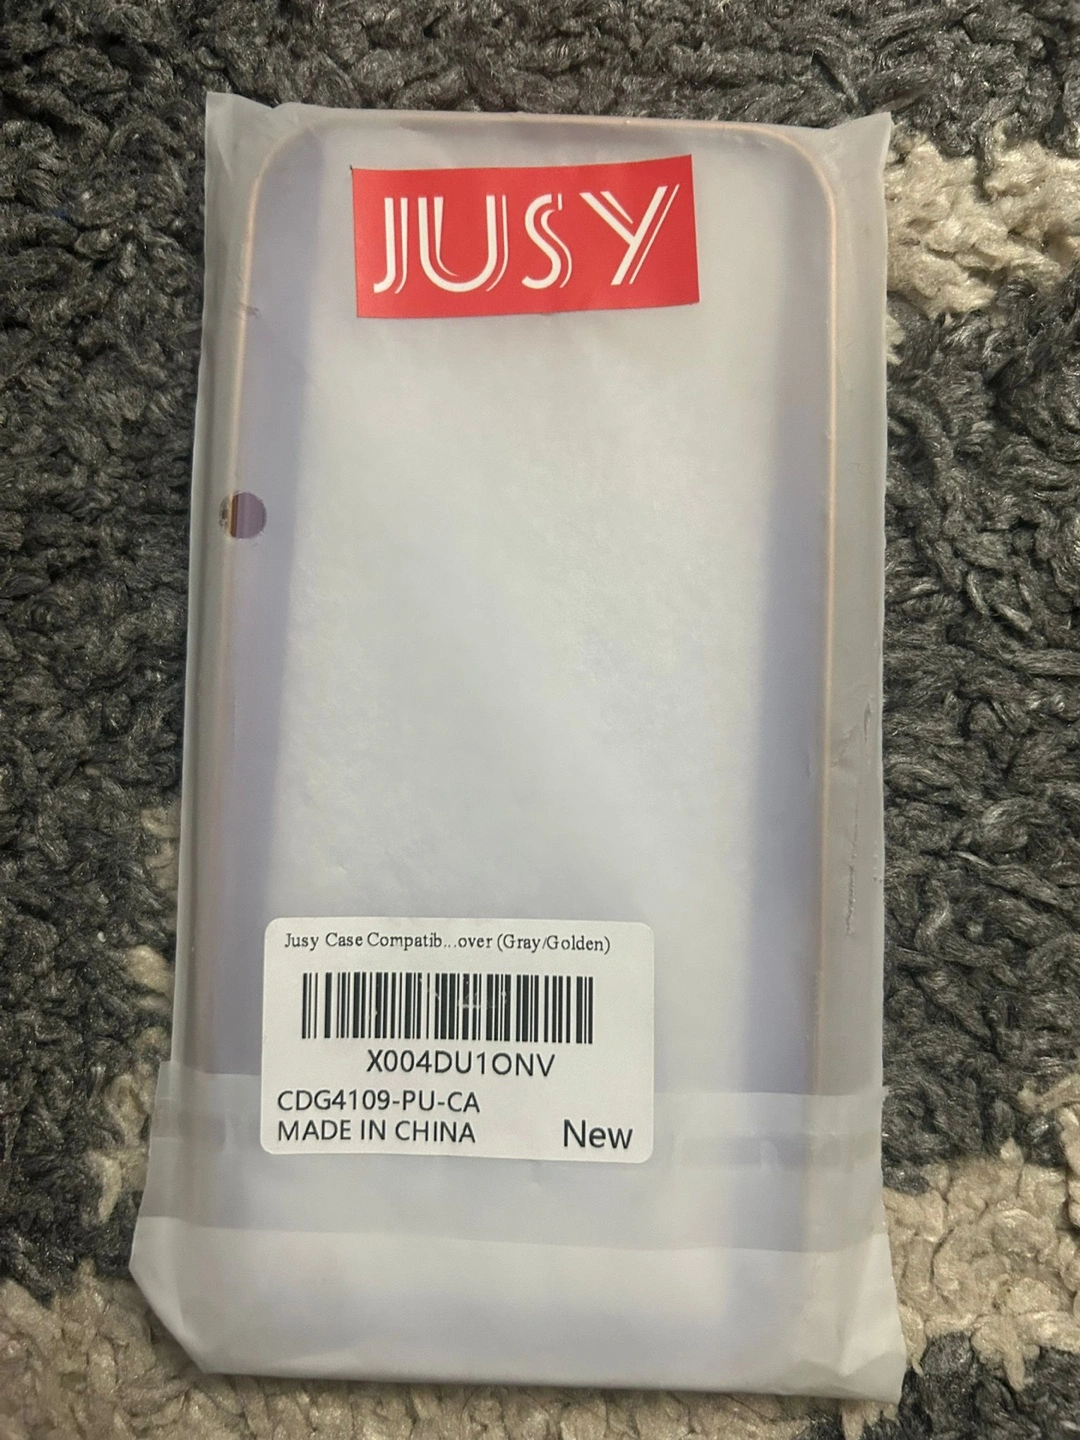 JUSY
Jusy Case Compatib...over (Gray/Golden)
X004DU1ONV
CDG4109-PU-CA
MADE IN CHINA
New